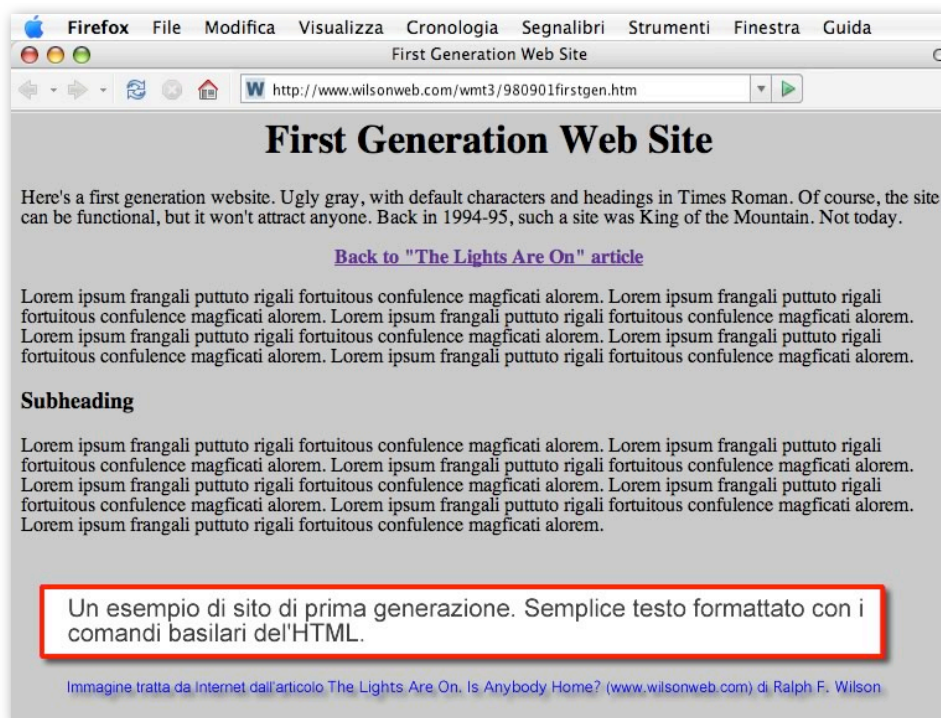 Firefox File Modifica Visualizza Cronologia Segnalibri Strumenti Finestra Guida
First Generation Web Site
W http://www.wilsonweb.com/wmt3/980901firstgen.htm
First Generation Web Site
Here's a first generation website. Ugly gray, with default characters and headings in Times Roman. Of course, the site
can be functional, but it won't attract anyone. Back in 1994-95, such a site was King of the Mountain. Not today.
Back to "The Lights Are On" article
Lorem ipsum frangali puttuto rigali fortuitous confulence magficati alorem. Lorem ipsum frangali puttuto rigali
fortuitous confulence magficati alorem. Lorem ipsum frangali puttuto rigali fortuitous confulence magficati alorem.
Lorem ipsum frangali puttuto rigali fortuitous confulence magficati alorem. Lorem ipsum frangali puttuto rigali
fortuitous confulence magficati alorem. Lorem ipsum frangali puttuto rigali fortuitous confulence magficati alorem.
Subheading
Lorem ipsum frangali puttuto rigali fortuitous confulence magficati alorem. Lorem ipsum frangali puttuto rigali
fortuitous confulence magficati alorem. Lorem ipsum frangali puttuto rigali fortuitous confulence magficati alorem.
Lorem ipsum frangali puttuto rigali fortuitous confulence magficati alorem. Lorem ipsum frangali puttuto rigali
fortuitous confulence magficati alorem. Lorem ipsum frangali puttuto rigali fortuitous confulence magficati alorem.
Lorem ipsum frangali puttuto rigali fortuitous confulence magficati alorem.
Un esempio di sito di prima generazione. Semplice testo formattato con i
comandi basilari del'HTML.
Immagine tratta da Internet dall'articolo The Lights Are On. Is Anybody Home? (www.wilsonweb.com) di Ralph F. Wilson